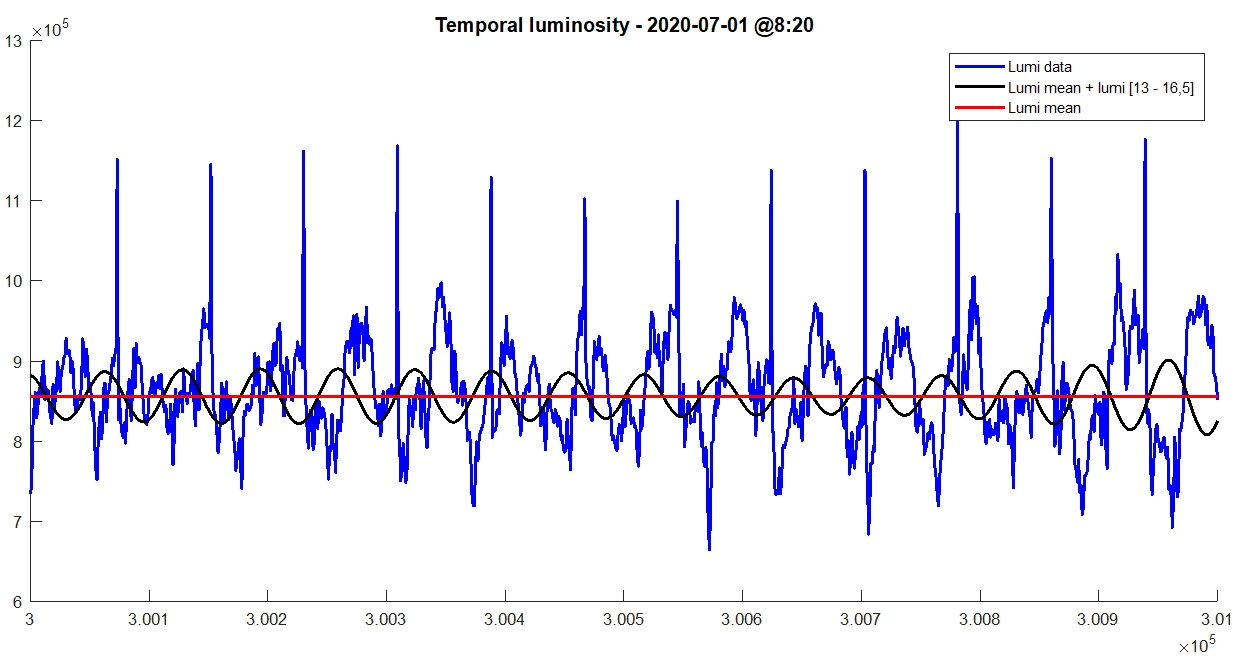 Temporal luminosity - 2020-07-01 @8:20
×10^5
13
12
11
10
9
8
7
6
Lumi data
Lumi mean + lumi [13 - 16,5]
Lumi mean
3 3.001 3.002 3.003 3.004 3.005 3.006 3.007 3.008 3.009 3.01
×10^5